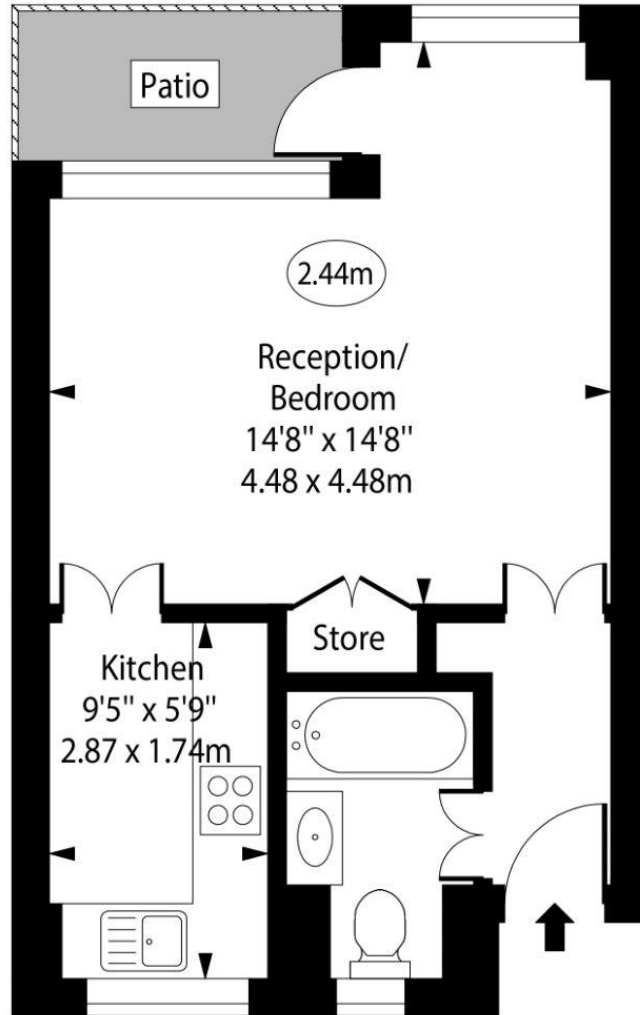 Patio
2.44m
Reception/
Bedroom
14'8" x 14'8"
4.48 x 4.48m
Store
Kitchen
9'5" x 5'9"
2.87 x 1.74m